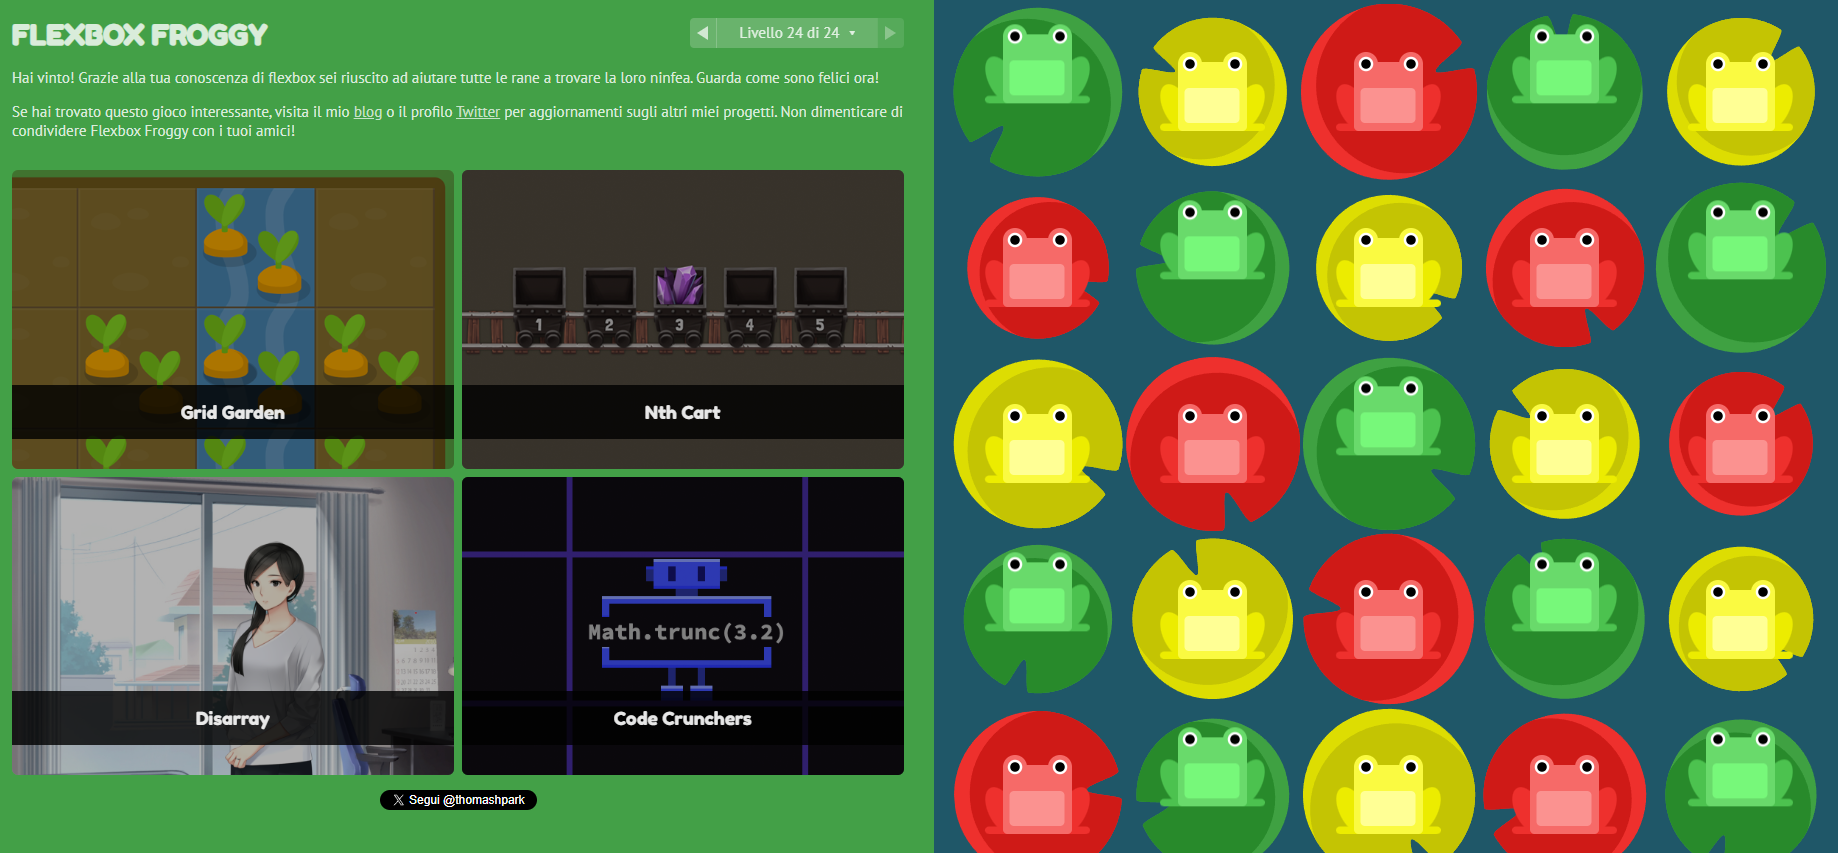 FLEXBOX FROGGY
Livello 24 di 24
Hai vinto! Grazie alla tua conoscenza di flexbox sei riuscito ad aiutare tutte le rane a trovare la loro ninfea. Guarda come sono felici ora!
Se hai trovato questo gioco interessante, visita il mio blog o il profilo Twitter per aggiornamenti sugli altri miei progetti. Non dimenticare di
condividere Flexbox Froggy con i tuoi amici!
1 2 3 4 5
Grid Garden
Nth Cart
Math.trunc(3.2)
Disarray
Code Crunchers
X Segui @thomashpark